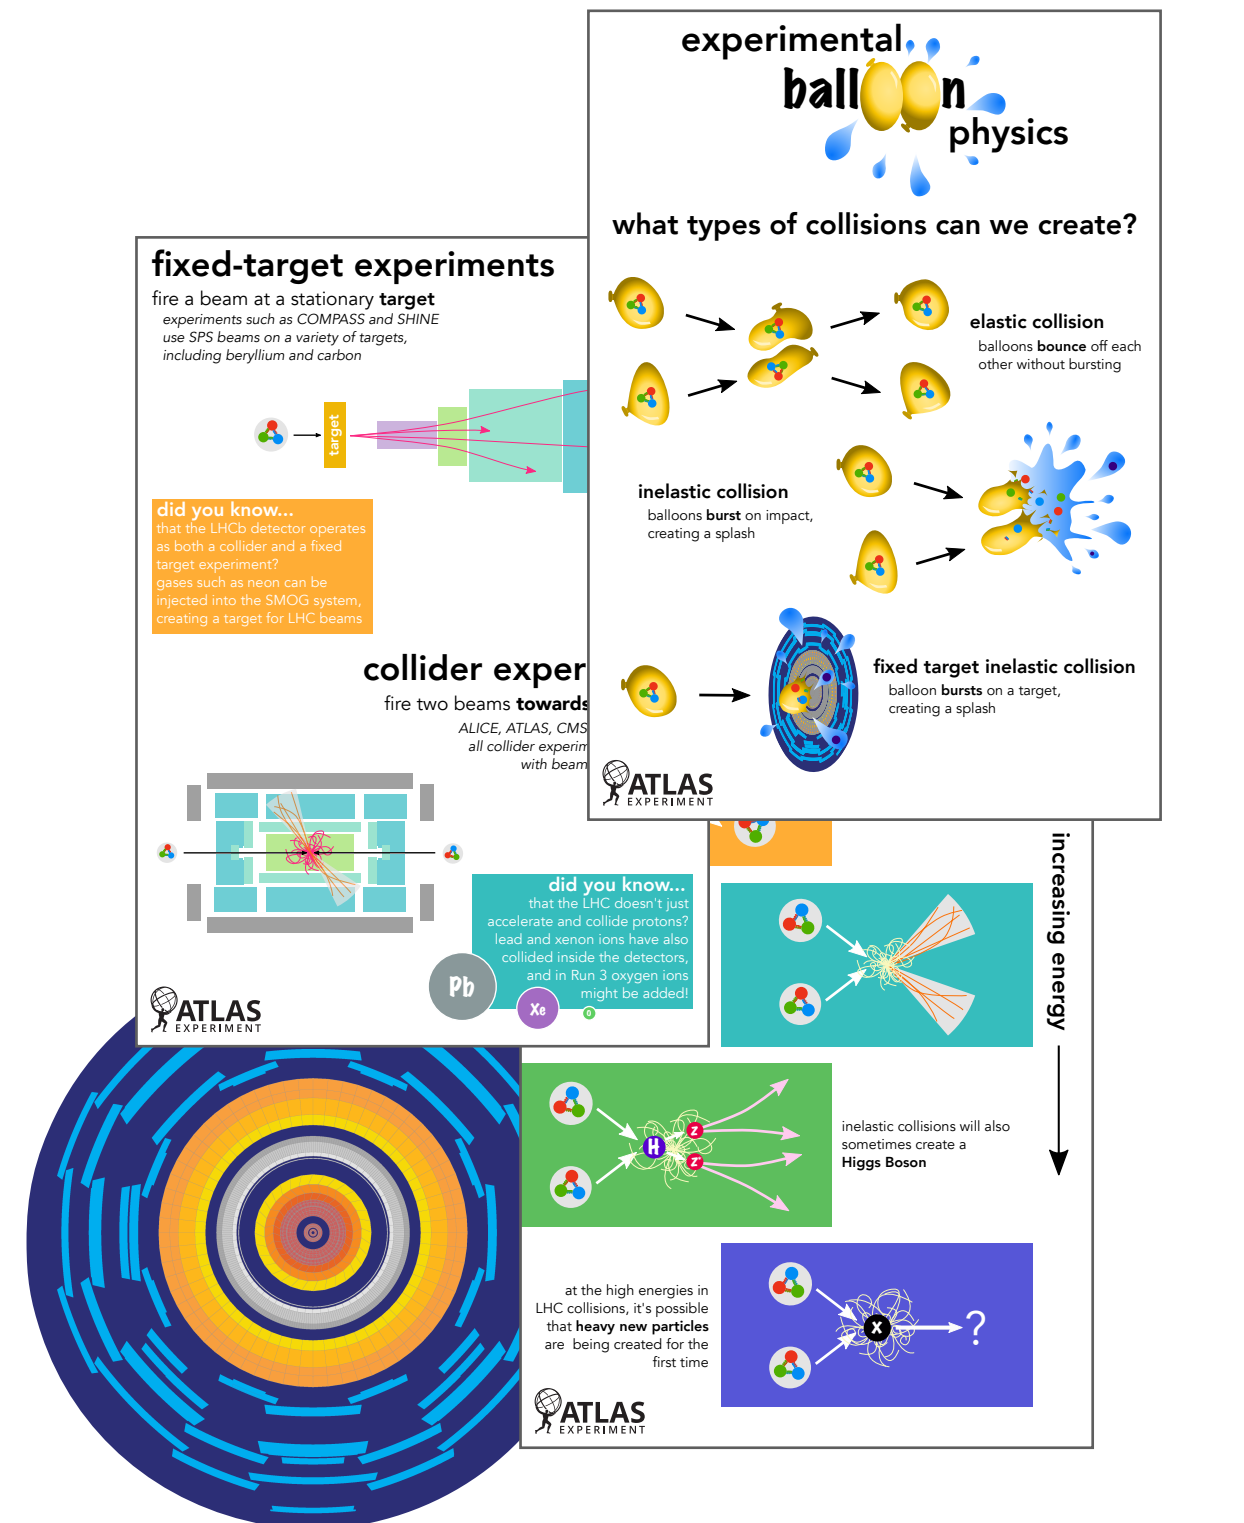 experimental
balloon
physics
what types of collisions can we create?
elastic collision
balloons bounce off each
other without bursting
inelastic collision
balloons burst on impact,
creating a splash
fixed target inelastic collision
balloon bursts on a target,
creating a splash
ATLAS
EXPERIMENT
fixed-target experiments
fire a beam at a stationary target
experiments such as COMPASS and SHINE
use SPS beams on a variety of targets,
including beryllium and carbon
target
did you know...
that the LHCb detector operates
as both a collider and a fixed
target experiment?
gases such as neon can be
injected into the SMOG system,
creating a target for LHC beams
collider exper
fire two beams towards
ALICE, ATLAS, CMS
all collider experim
with beam
did you know...
that the LHC doesn't just
accelerate and collide protons?
lead and xenon ions have also
collided inside the detectors,
and in Run 3 oxygen ions
might be added!
Pb
Xe
O
ATLAS
EXPERIMENT
increasing energy
H
Z
Z*
inelastic collisions will also
sometimes create a
Higgs Boson
at the high energies in
LHC collisions, it's possible
that heavy new particles
are being created for the
first time
X
?
ATLAS
EXPERIMENT